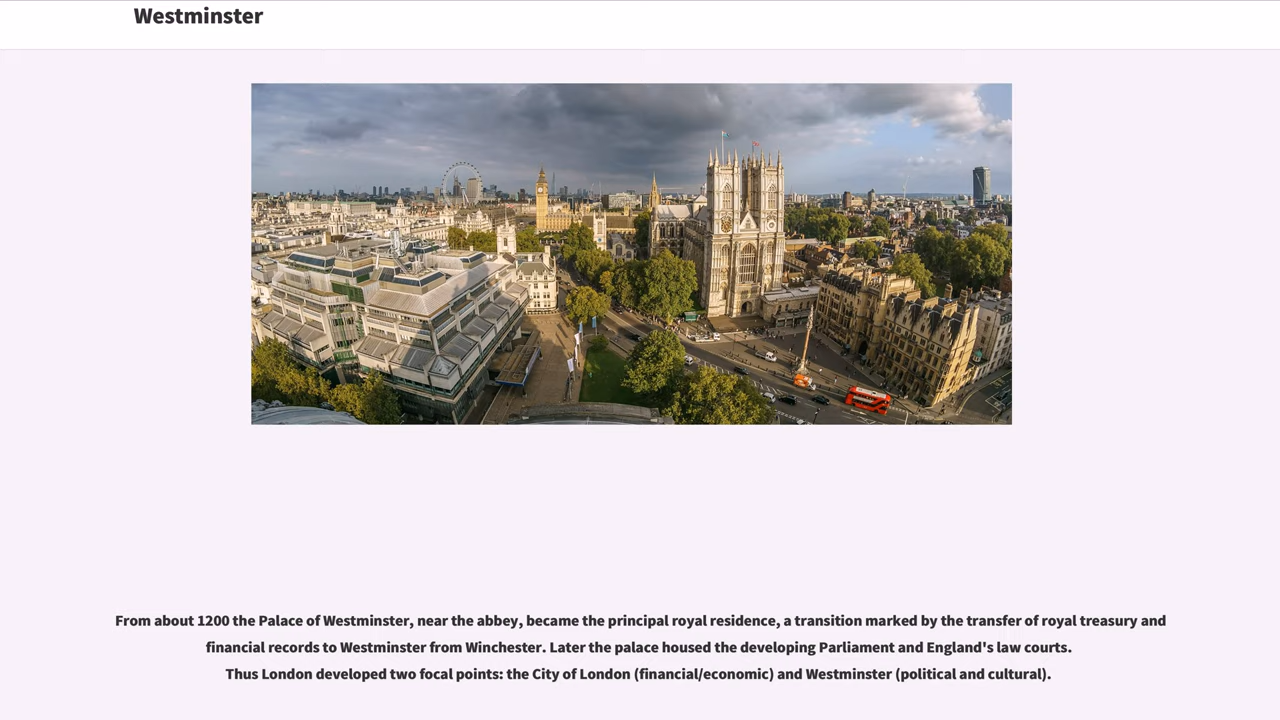 Westminster
From about 1200 the Palace of Westminster, near the abbey, became the principal royal residence, a transition marked by the transfer of royal treasury and
financial records to Westminster from Winchester. Later the palace housed the developing Parliament and England's law courts.
Thus London developed two focal points: the City of London (financial/economic) and Westminster (political and cultural).